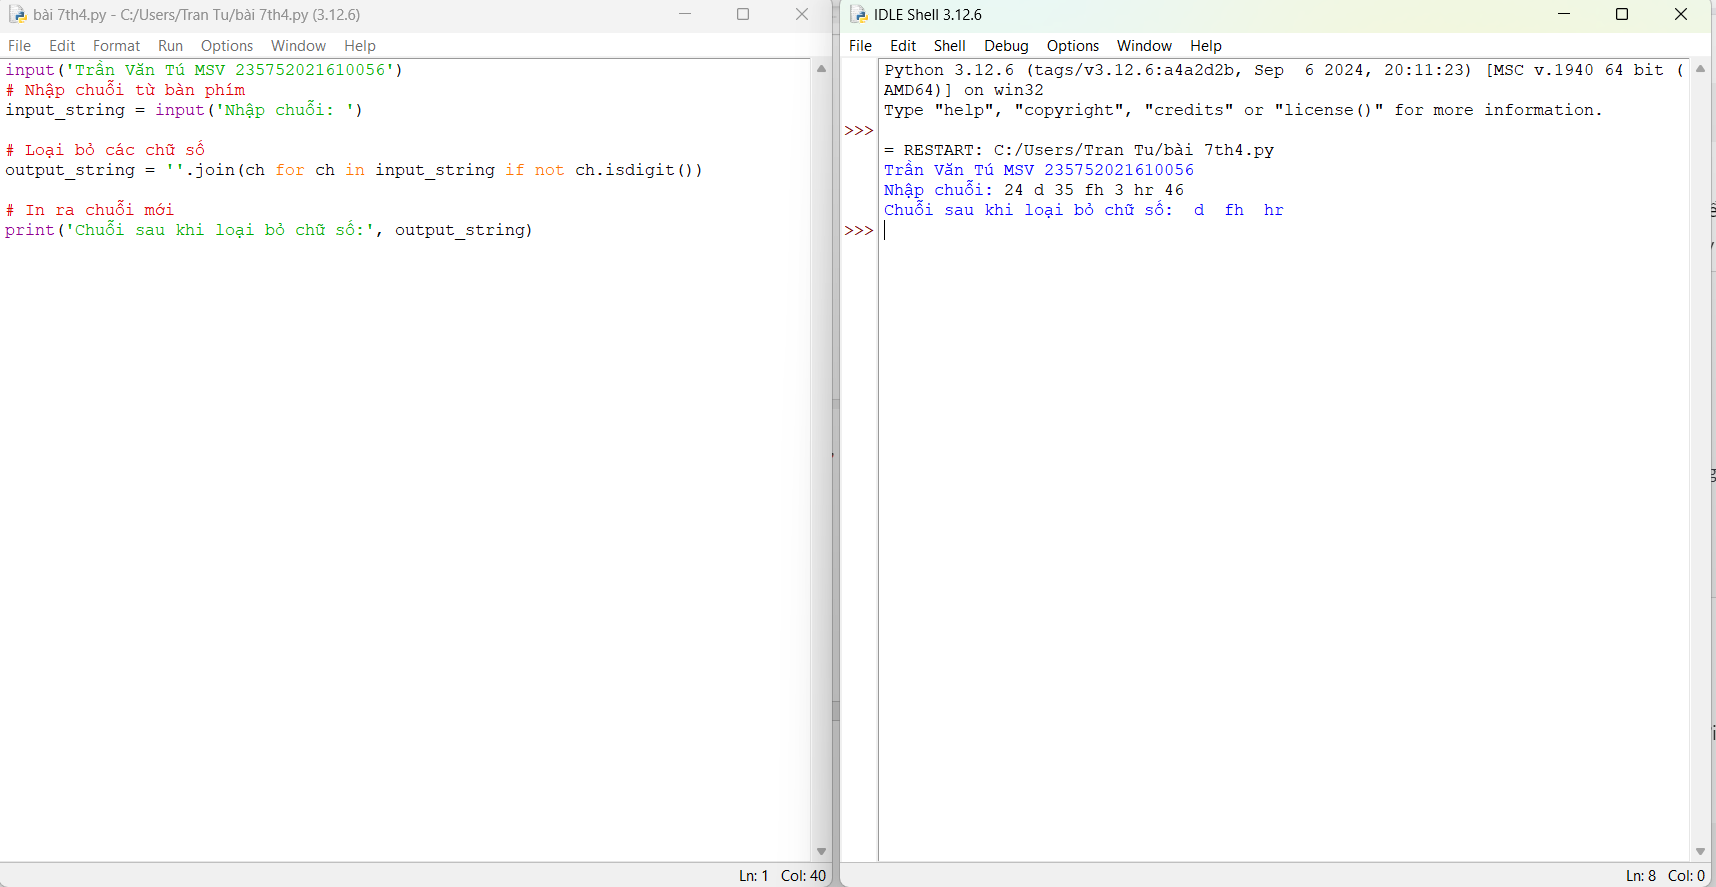 bài 7th4.py - C:/Users/Tran Tu/bài 7th4.py (3.12.6)
File Edit Format Run Options Window Help
input('Trần Văn Tú MSV 235752021610056')
# Nhập chuỗi từ bàn phím
input_string = input('Nhập chuỗi: ')
# Loại bỏ các chữ số
output_string = ''.join(ch for ch in input_string if not ch.isdigit())
# In ra chuỗi mới
print('Chuỗi sau khi loại bỏ chữ số:', output_string)
Ln: 1 Col: 40
IDLE Shell 3.12.6
File Edit Shell Debug Options Window Help
Python 3.12.6 (tags/v3.12.6:a4a2d2b, Sep  6 2024, 20:11:23) [MSC v.1940 64 bit (
AMD64)] on win32
Type "help", "copyright", "credits" or "license()" for more information.
>>>
= RESTART: C:/Users/Tran Tu/bài 7th4.py
Trần Văn Tú MSV 235752021610056
Nhập chuỗi: 24 d 35 fh 3 hr 46
Chuỗi sau khi loại bỏ chữ số:  d  fh  hr
>>>
Ln: 8 Col: 0